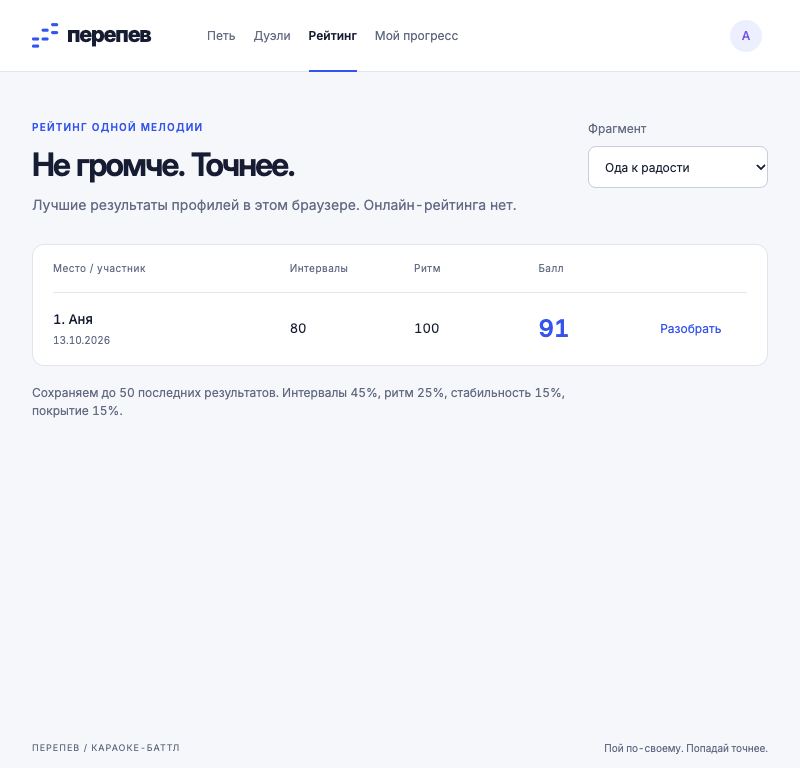 перепев
Петь Дуэли Рейтинг Мой прогресс
А
РЕЙТИНГ ОДНОЙ МЕЛОДИИ
Не громче. Точнее.
Лучшие результаты профилей в этом браузере. Онлайн-рейтинга нет.
Фрагмент
Ода к радости
Место / участник Интервалы Ритм Балл
1. Аня 80 100 91 Разобрать
13.10.2026
Сохраняем до 50 последних результатов. Интервалы 45%, ритм 25%, стабильность 15%,
покрытие 15%.
ПЕРЕПЕВ / КАРАОКЕ-БАТТЛ
Пой по-своему. Попадай точнее.